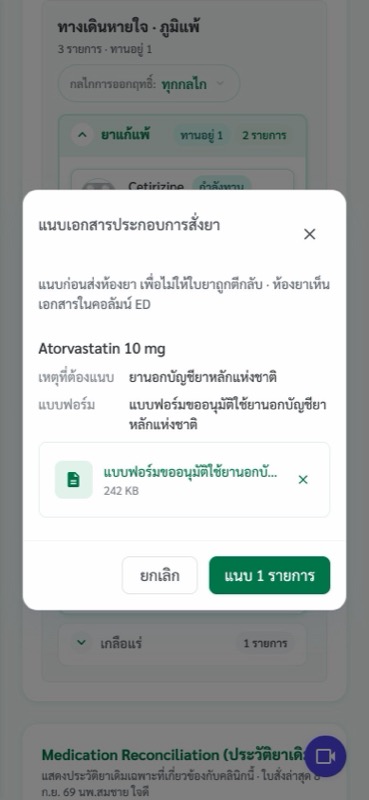 ทางเดินหายใจ · ภูมิแพ้
3 รายการ · ทานอยู่ 1
กลไกการออกฤทธิ์: ทุกกลไก
ยาแก้แพ้ ทานอยู่ 1 2 รายการ
Cetirizine กำลังทาน
แนบเอกสารประกอบการสั่งยา
แนบก่อนส่งห้องยา เพื่อไม่ให้ใบยาถูกตีกลับ · ห้องยาเห็น
เอกสารในคอลัมน์ ED
Atorvastatin 10 mg
เหตุที่ต้องแนบ ยานอกบัญชียาหลักแห่งชาติ
แบบฟอร์ม แบบฟอร์มขออนุมัติใช้ยานอกบัญชียา
หลักแห่งชาติ
แบบฟอร์มขออนุมัติใช้ยานอกบั...
242 KB
ยกเลิก แนบ 1 รายการ
เกลือแร่ 1 รายการ
Medication Reconciliation (ประวัติยาเดิ
แสดงประวัติยาเดิมเฉพาะที่เกี่ยวข้องกับคลินิกนี้ · ใบสั่งล่าสุด 8
ก.ย. 69 นพ.สมชาย ใจดี